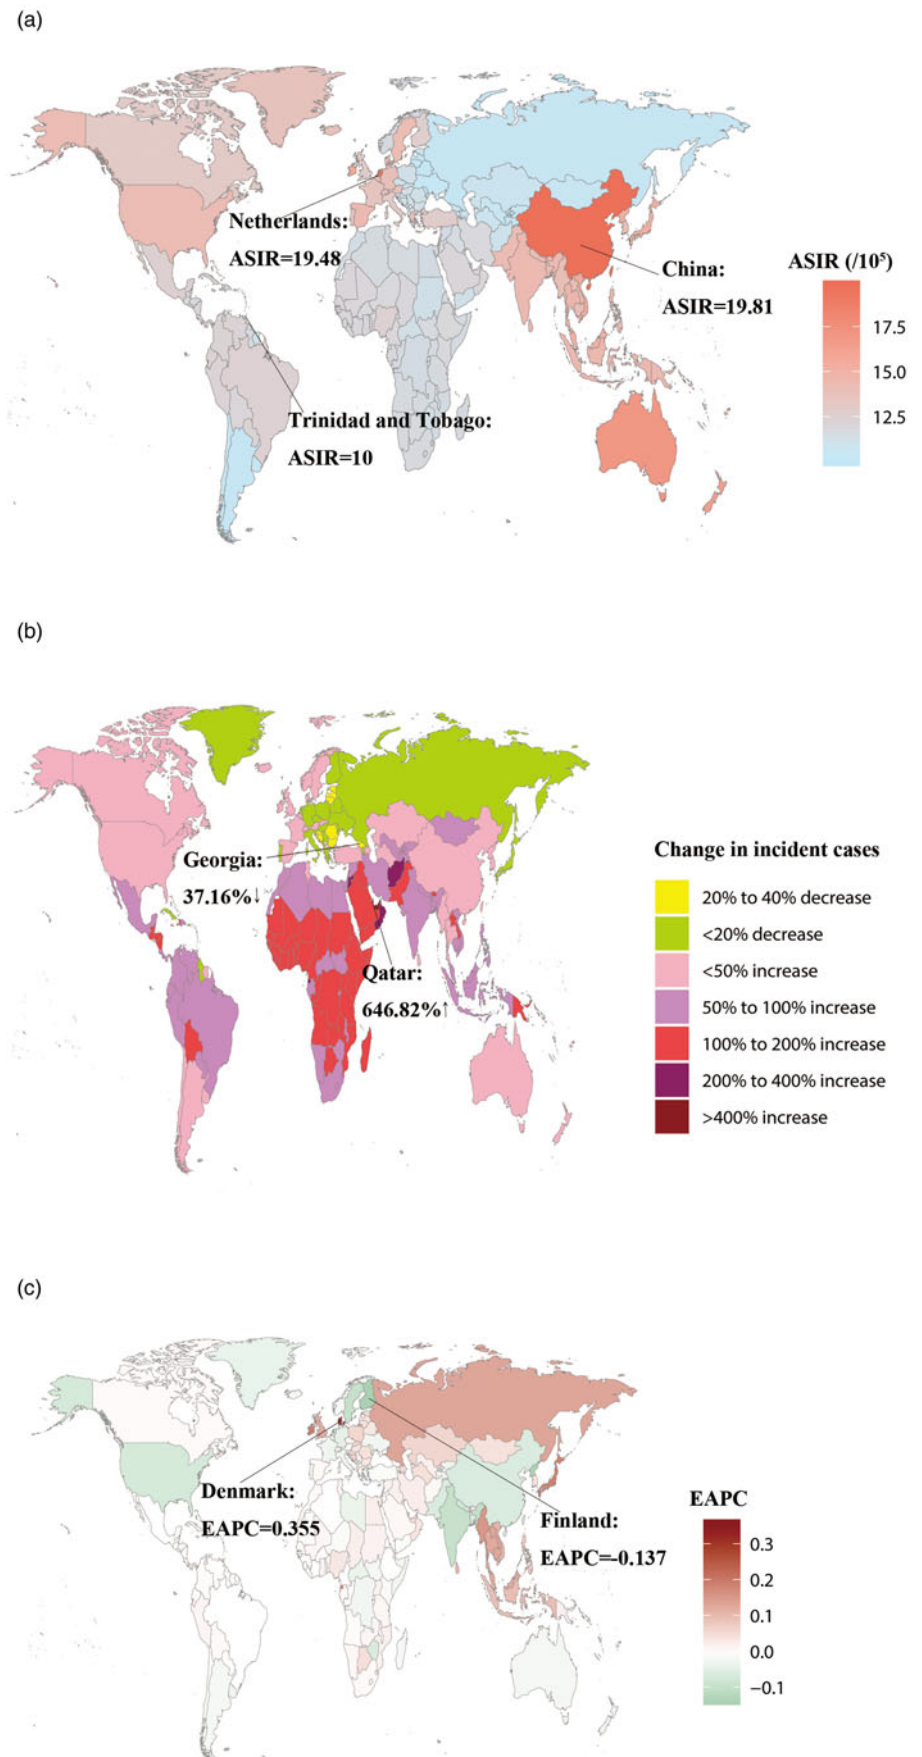 (a)
Netherlands:
ASIR=19.48
China:
ASIR=19.81
Trinidad and Tobago:
ASIR=10
ASIR (/10⁵)
17.5
15.0
12.5
(b)
Georgia:
37.16%↓
Qatar:
646.82%↑
Change in incident cases
20% to 40% decrease
<20% decrease
<50% increase
50% to 100% increase
100% to 200% increase
200% to 400% increase
>400% increase
(c)
Denmark:
EAPC=0.355
Finland:
EAPC=-0.137
EAPC
0.3
0.2
0.1
0.0
−0.1